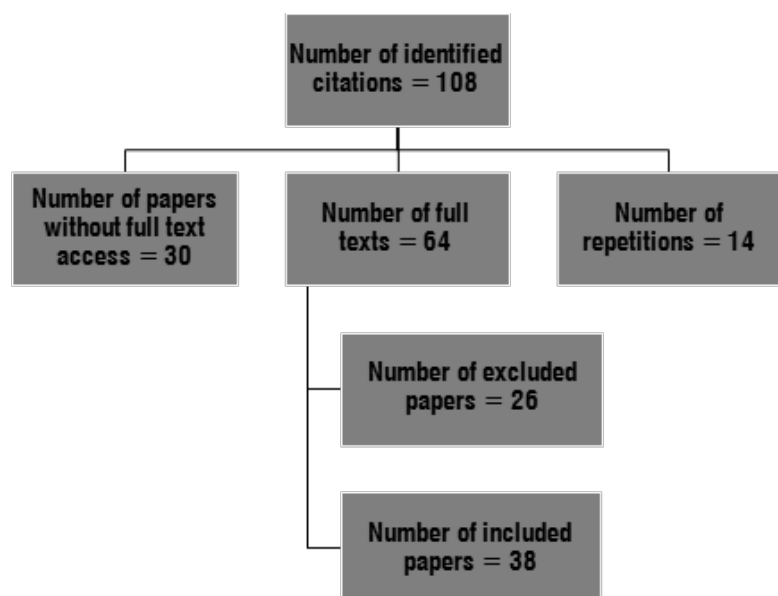 Number of identified
citations = 108
Number of papers
without full text
access = 30
Number of full
texts = 64
Number of
repetitions = 14
Number of excluded
papers = 26
Number of included
papers = 38